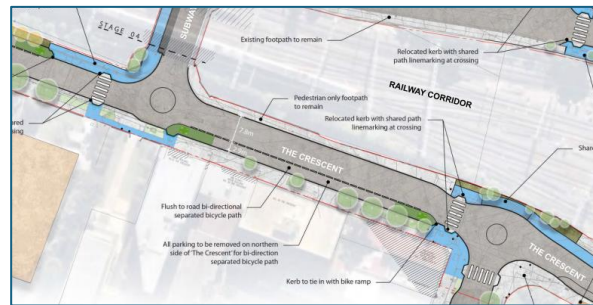 STAGE 04
SUBWAY
Existing footpath to remain
Relocated kerb with shared
path linemarking at crossing
RAILWAY CORRIDOR
Pedestrian only footpath
to remain
Relocated kerb with shared path
linemarking at crossing
ared
ing
Share
7.8m
THE CRESCENT
Flush to road bi-directional
separated bicycle path
THE CRESCENT
All parking to be removed on northern
side of 'The Crescent' for bi-direction
separated bicycle path
Kerb to tie in with bike ramp